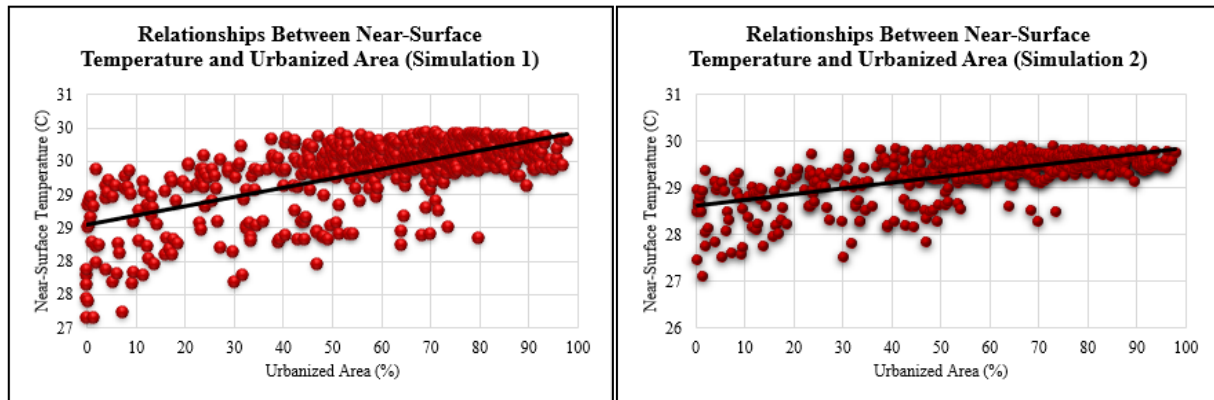 Relationships Between Near-Surface
Temperature and Urbanized Area (Simulation 1)
Near-Surface Temperature (C)
31
30
30
29
29
28
28
27
0 10 20 30 40 50 60 70 80 90 100
Urbanized Area (%)
Relationships Between Near-Surface
Temperature and Urbanized Area (Simulation 2)
Near-Surface Temperature (C)
31
30
29
28
27
26
0 10 20 30 40 50 60 70 80 90 100
Urbanized Area (%)